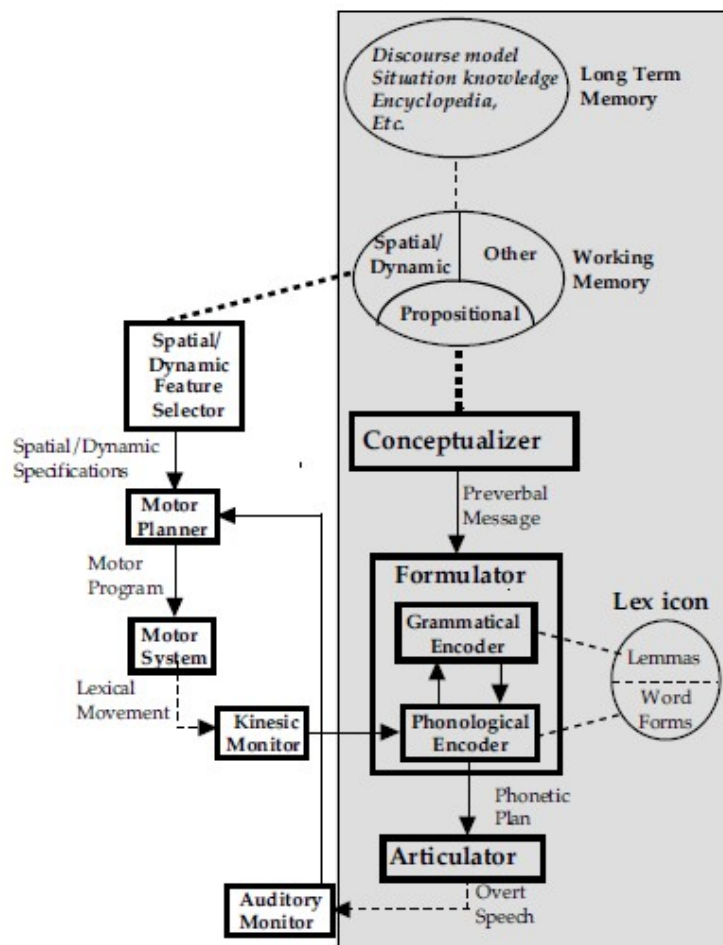 Discourse model
Situation knowledge
Encyclopedia,
Etc.
Long Term
Memory
Spatial/
Dynamic
Other
Propositional
Working
Memory
Spatial/
Dynamic
Feature
Selector
Conceptualizer
Spatial/Dynamic
Specifications
Preverbal
Message
Motor
Planner
Motor
Program
Formulator
Lex icon
Grammatical
Encoder
Lemmas
Word
Forms
Motor
System
Lexical
Movement
Kinesic
Monitor
Phonological
Encoder
Phonetic
Plan
Articulator
Auditory
Monitor
Overt
Speech